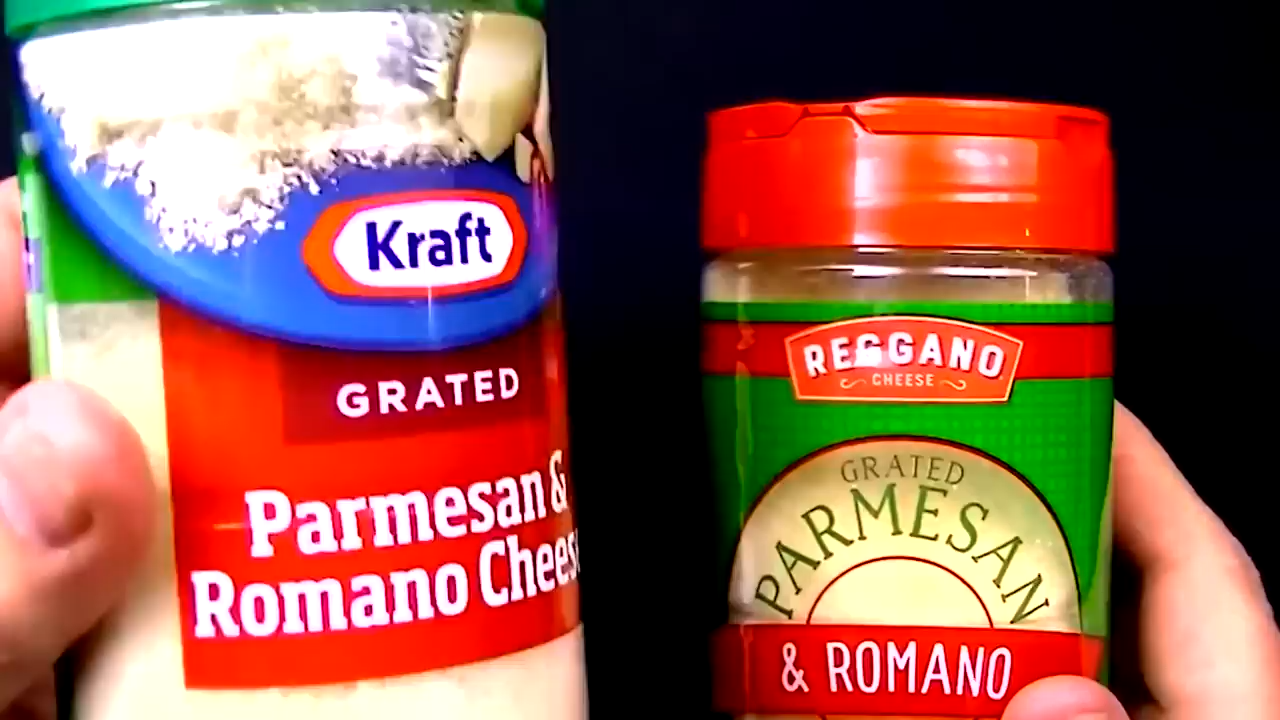 Kraft
GRATED
Parmesan &
Romano Chees
REGGANO
CHEESE
GRATED
PARMESAN
& ROMANO